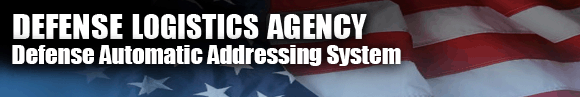 DEFENSE LOGISTICS AGENCY
Defense Automatic Addressing System